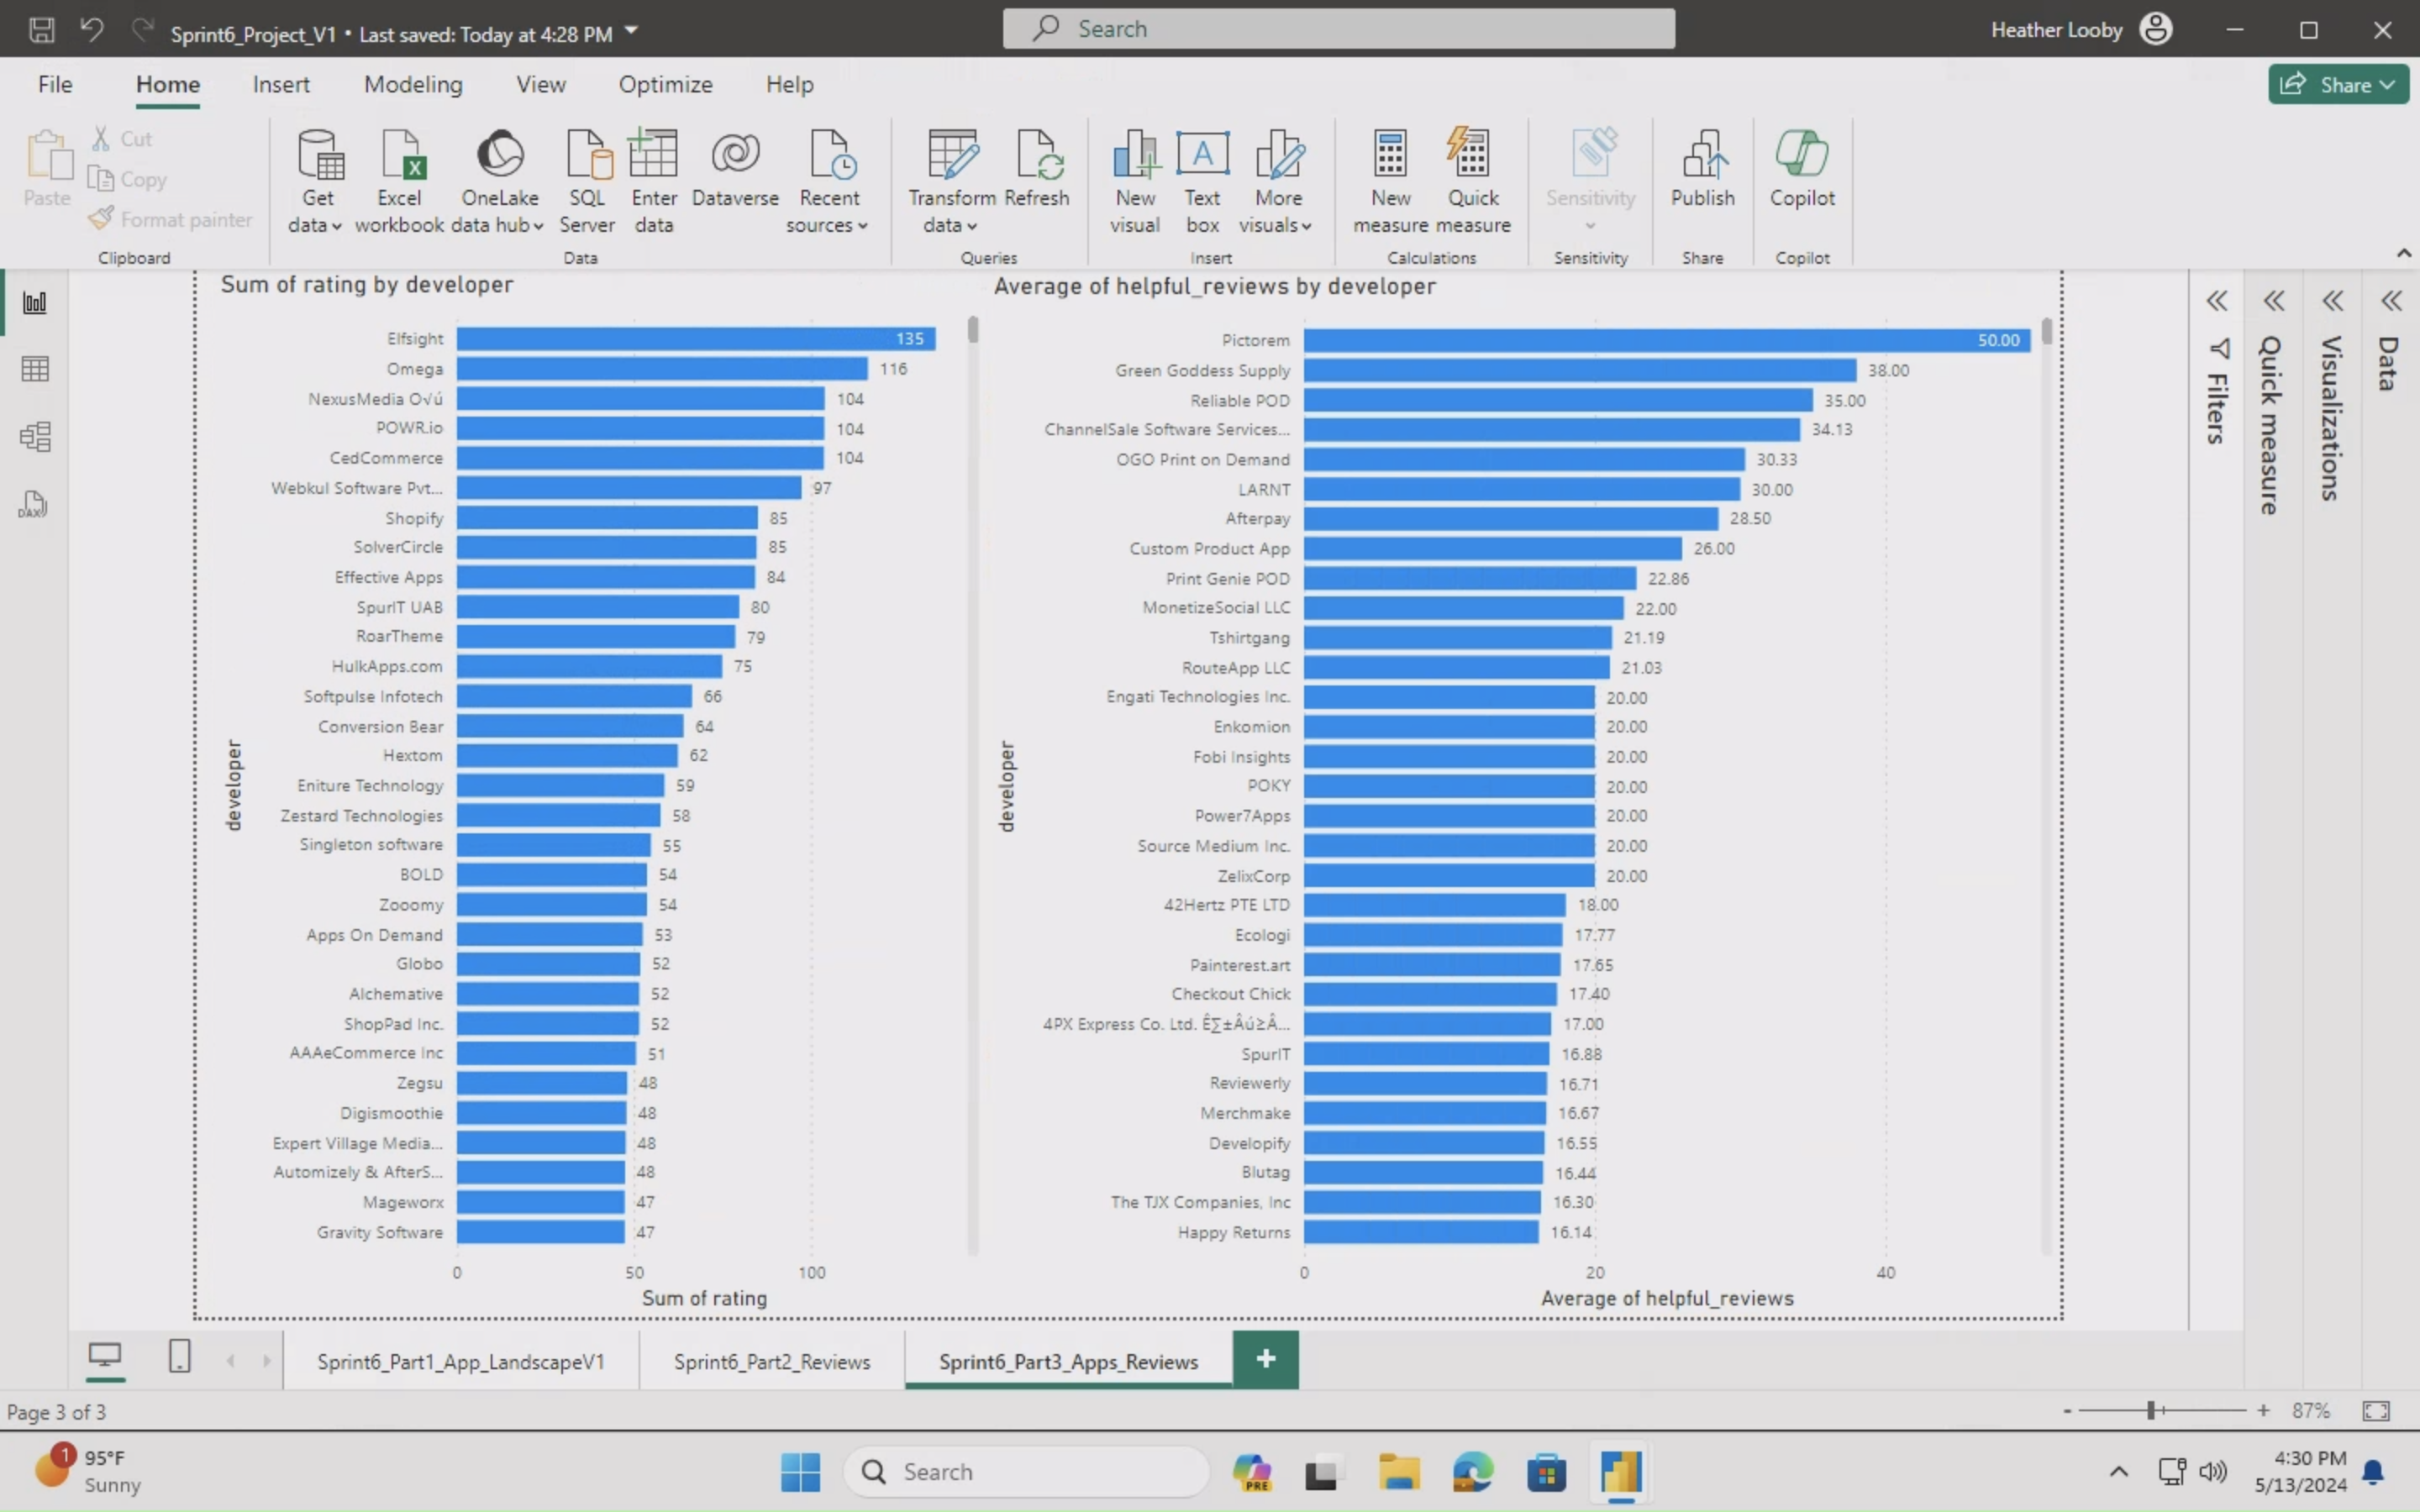 Sprint6_Project_V1 • Last saved: Today at 4:28 PM
Search
Heather Looby
File Home Insert Modeling View Optimize Help
Share
Paste
Cut
Copy
Format painter
Clipboard
Get data
Excel workbook
OneLake data hub
SQL Server
Enter data
Dataverse
Recent sources
Data
Transform data
Refresh
Queries
New visual
A
Text box
More visuals
Insert
New measure
Quick measure
Calculations
Sensitivity
Sensitivity
Publish
Share
Copilot
Copilot
DAX
Sum of rating by developer
developer
Elfsight 135
Omega 116
NexusMedia O√ú 104
POWR.io 104
CedCommerce 104
Webkul Software Pvt... 97
Shopify 85
SolverCircle 85
Effective Apps 84
SpurIT UAB 80
RoarTheme 79
HulkApps.com 75
Softpulse Infotech 66
Conversion Bear 64
Hextom 62
Eniture Technology 59
Zestard Technologies 58
Singleton software 55
BOLD 54
Zooomy 54
Apps On Demand 53
Globo 52
Alchemative 52
ShopPad Inc. 52
AAAeCommerce Inc 51
Zegsu 48
Digismoothie 48
Expert Village Media... 48
Automizely & AfterS... 48
Mageworx 47
Gravity Software 47
0 50 100
Sum of rating
Average of helpful_reviews by developer
developer
Pictorem 50.00
Green Goddess Supply 38.00
Reliable POD 35.00
ChannelSale Software Services... 34.13
OGO Print on Demand 30.33
LARNT 30.00
Afterpay 28.50
Custom Product App 26.00
Print Genie POD 22.86
MonetizeSocial LLC 22.00
Tshirtgang 21.19
RouteApp LLC 21.03
Engati Technologies Inc. 20.00
Enkomion 20.00
Fobi Insights 20.00
POKY 20.00
Power7Apps 20.00
Source Medium Inc. 20.00
ZelixCorp 20.00
42Hertz PTE LTD 18.00
Ecologi 17.77
Painterest.art 17.65
Checkout Chick 17.40
4PX Express Co. Ltd. Ê∑±Âú≥Â... 17.00
SpurIT 16.88
Reviewerly 16.71
Merchmake 16.67
Developify 16.55
Blutag 16.44
The TJX Companies, Inc 16.30
Happy Returns 16.14
0 20 40
Average of helpful_reviews
Filters
Quick measure
Visualizations
Data
Sprint6_Part1_App_LandscapeV1 Sprint6_Part2_Reviews Sprint6_Part3_Apps_Reviews +
Page 3 of 3
- + 87%
1
95°F
Sunny
Search
PRE
4:30 PM
5/13/2024